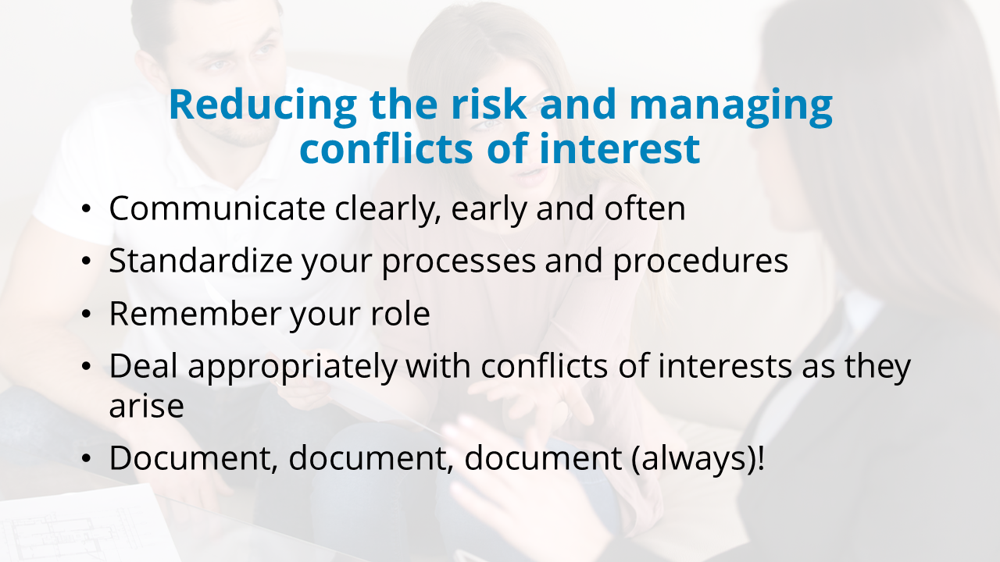 Reducing the risk and managing
conflicts of interest
• Communicate clearly, early and often
• Standardize your processes and procedures
• Remember your role
• Deal appropriately with conflicts of interests as they
arise
• Document, document, document (always)!